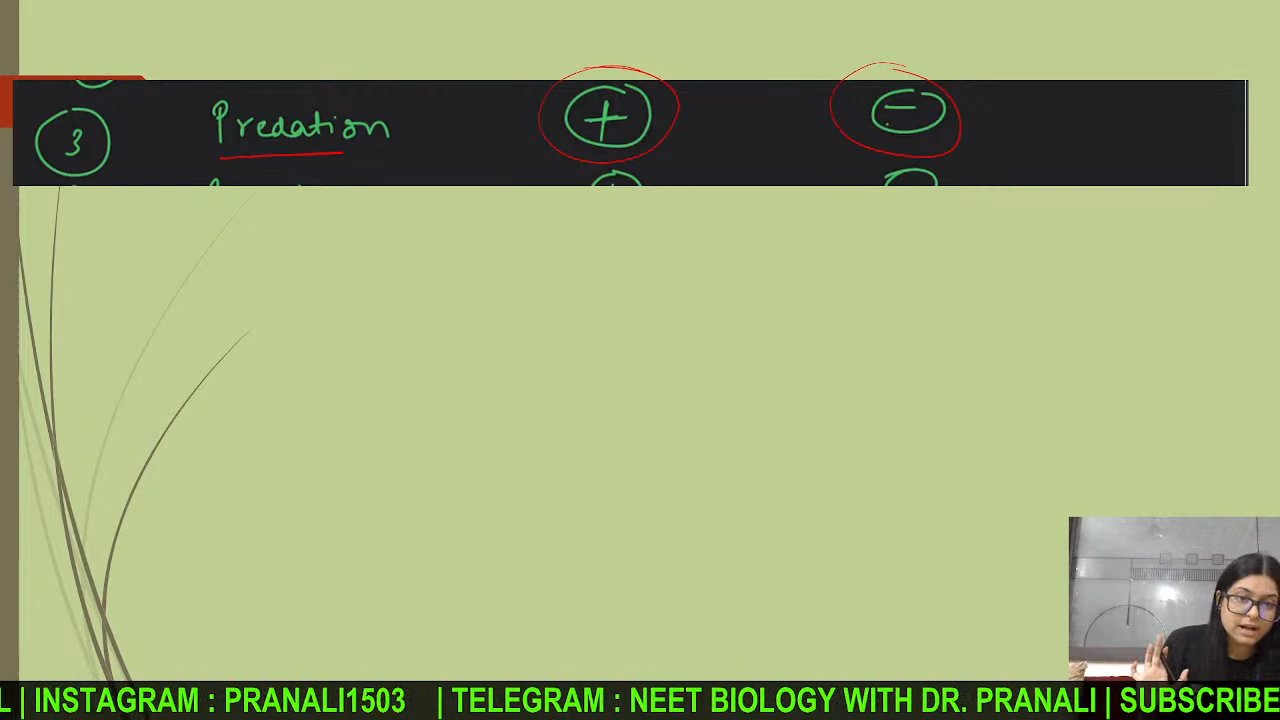 3 Predation + -
L | INSTAGRAM : PRANALI1503 | TELEGRAM : NEET BIOLOGY WITH DR. PRANALI | SUBSCRIBE